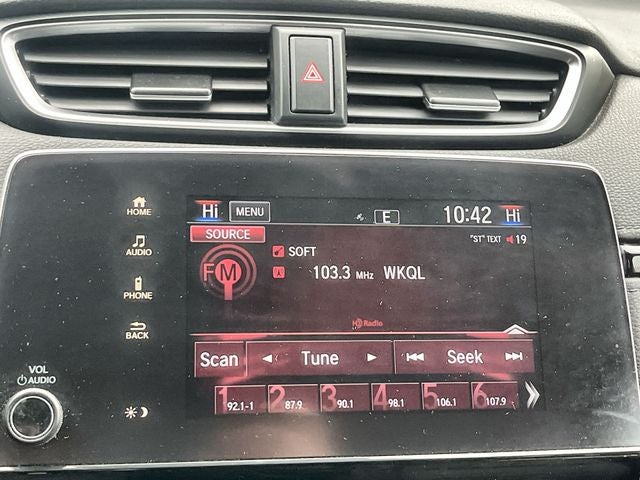 Hi MENU E 10:42 Hi
SOURCE
"ST" TEXT 19
FM
SOFT
A
103.3 MHz WKQL
HD Radio
Scan Tune Seek
1 92.1-1 2 87.9 3 90.1 4 98.1 5 106.1 6 107.9
HOME
AUDIO
PHONE
BACK
VOL
AUDIO